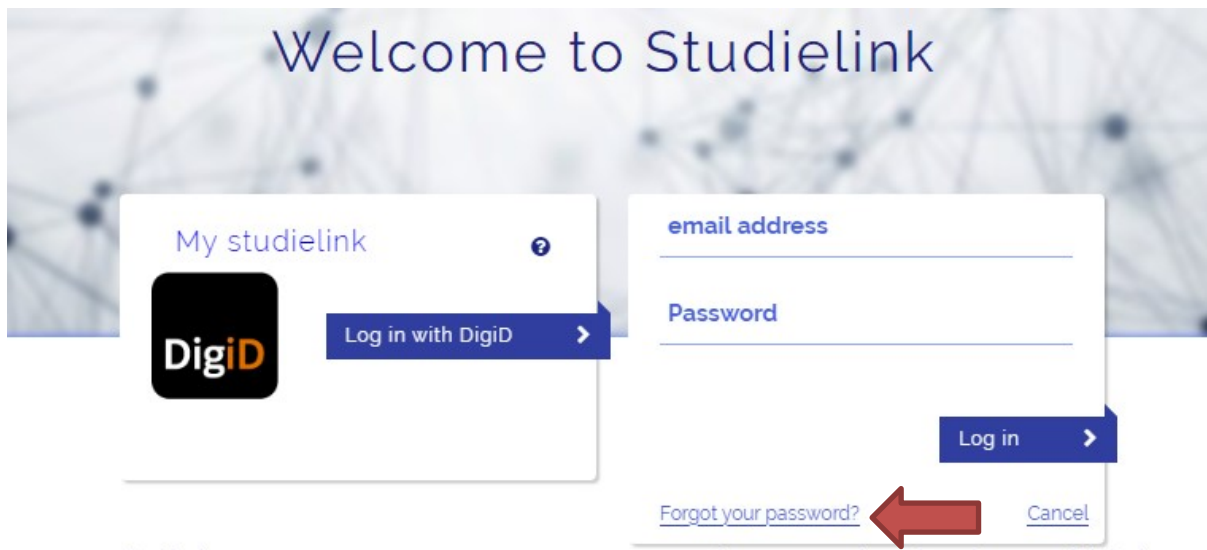 Welcome to Studielink
My studielink
?
DigiD
Log in with DigiD
email address
Password
Log in
Forgot your password?
Cancel